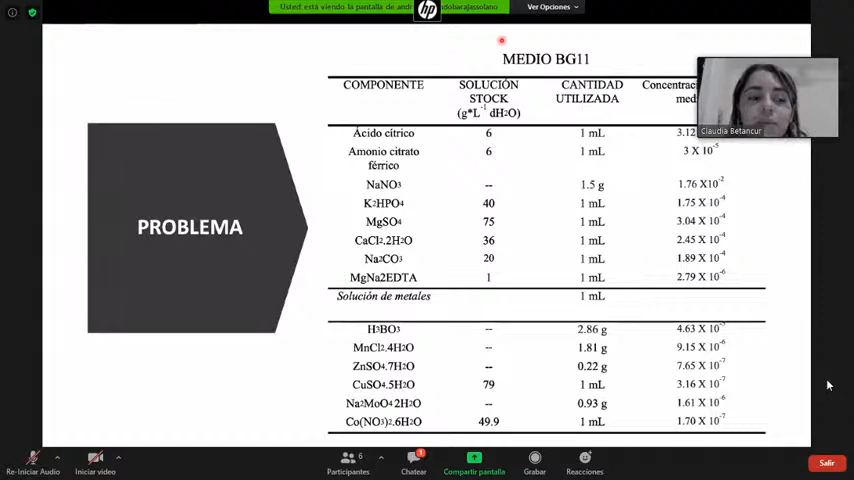 Usted está viendo la pantalla de andr
dobarajassolano
Ver Opciones
hp
MEDIO BG11
COMPONENTE SOLUCIÓN STOCK (g*L-1 dH2O) CANTIDAD UTILIZADA
Ácido cítrico 6 1 mL 3.12
Amonio citrato férrico 6 1 mL 3 X 10-5
NaNO3 -- 1.5 g 1.76 X10-2
K2HPO4 40 1 mL 1.75 X 10-4
MgSO4 75 1 mL 3.04 X 10-4
CaCl2.2H2O 36 1 mL 2.45 X 10-4
Na2CO3 20 1 mL 1.89 X 10-4
MgNa2EDTA 1 1 mL 2.79 X 10-6
Solución de metales 1 mL
H3BO3 -- 2.86 g 4.63 X 10-5
MnCl2.4H2O -- 1.81 g 9.15 X 10-6
ZnSO4.7H2O -- 0.22 g 7.65 X 10-7
CuSO4.5H2O 79 1 mL 3.16 X 10-7
Na2MoO4 2H2O -- 0.93 g 1.61 X 10-6
Co(NO3)2.6H2O 49.9 1 mL 1.70 X 10-7
PROBLEMA
Claudia Betancur
Re-Iniciar Audio
Iniciar video
6
Participantes
1
Chatear
Compartir pantalla
Grabar
Reacciones
Salir